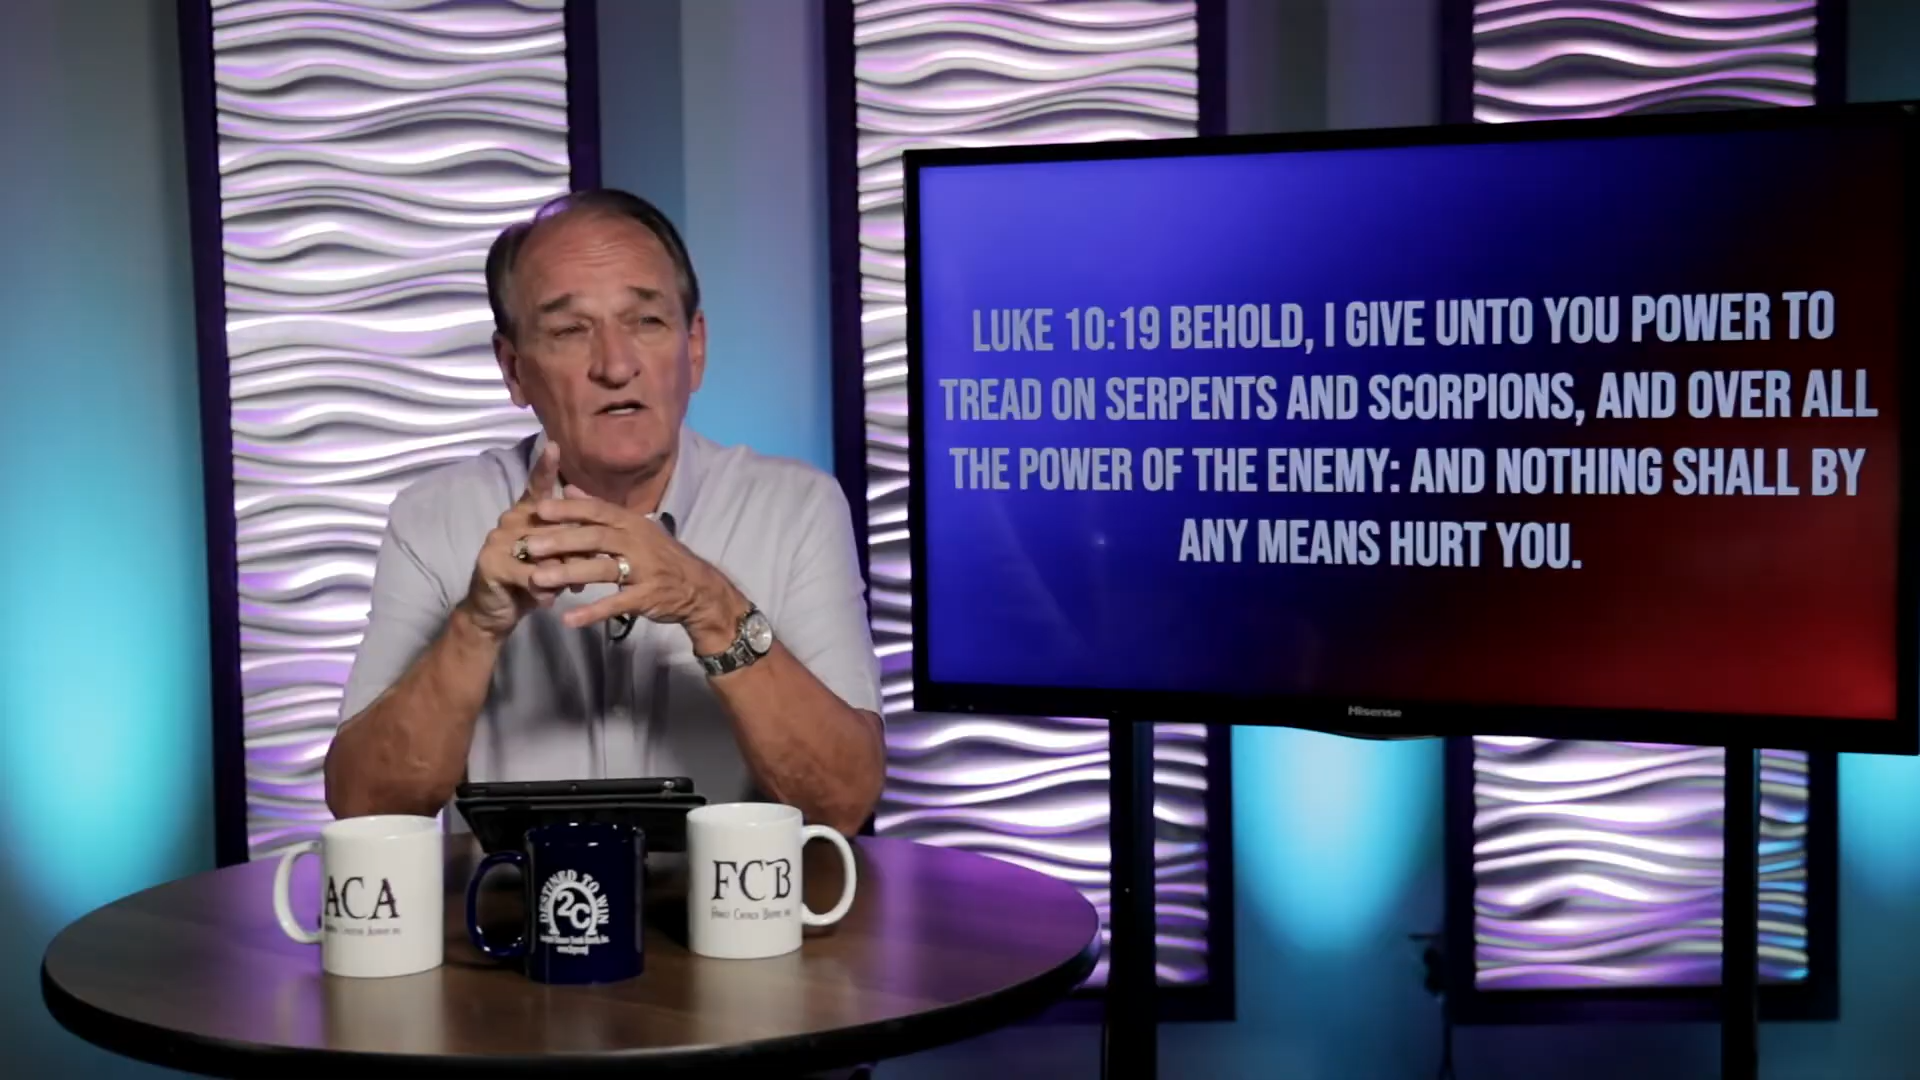 LUKE 10:19 BEHOLD, I GIVE UNTO YOU POWER TO
TREAD ON SERPENTS AND SCORPIONS, AND OVER ALL
THE POWER OF THE ENEMY: AND NOTHING SHALL BY
ANY MEANS HURT YOU.
Hisense
ACA
DESTINED TO WIN
2C
FCB